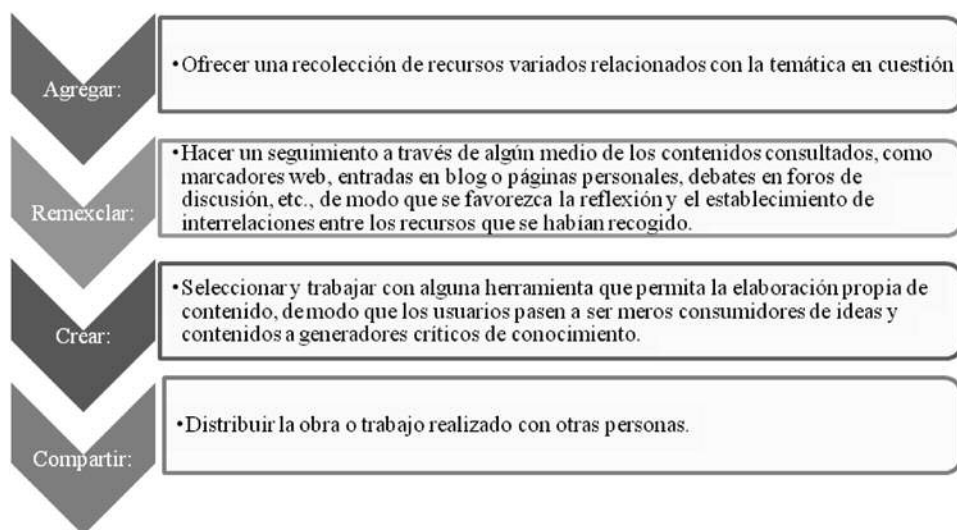 Agregar:
•Ofrecer una recolección de recursos variados relacionados con la temática en cuestión
Remexclar:
•Hacer un seguimiento a través de algún medio de los contenidos consultados, como
marcadores web, entradas en blog o páginas personales, debates en foros de
discusión, etc., de modo que se favorezca la reflexión y el establecimiento de
interrelaciones entre los recursos que se habían recogido.
Crear:
•Seleccionar y trabajar con alguna herramienta que permita la elaboración propia de
contenido, de modo que los usuarios pasen a ser meros consumidores de ideas y
contenidos a generadores críticos de conocimiento.
Compartir:
•Distribuir la obra o trabajo realizado con otras personas.